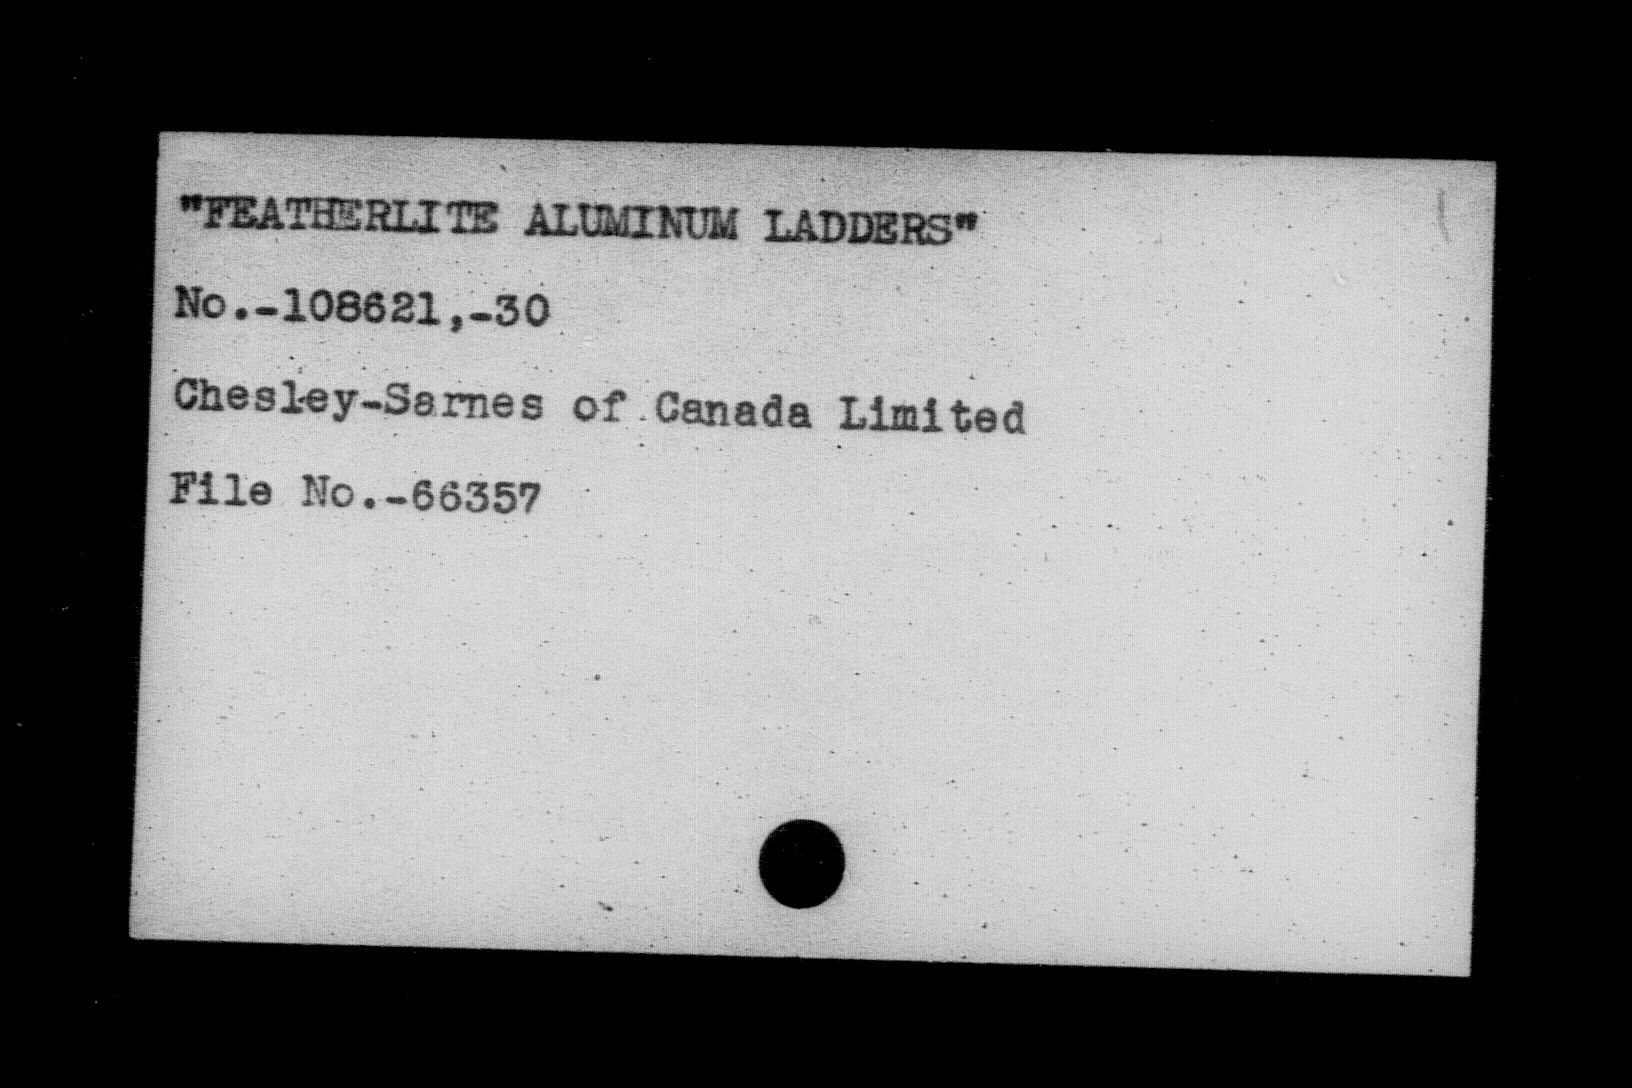 "FEATHERLITE ALUMINUM LADDERS"
No.-108621,-30
Chesley-Sarnes of Canada Limited
File No.-66357